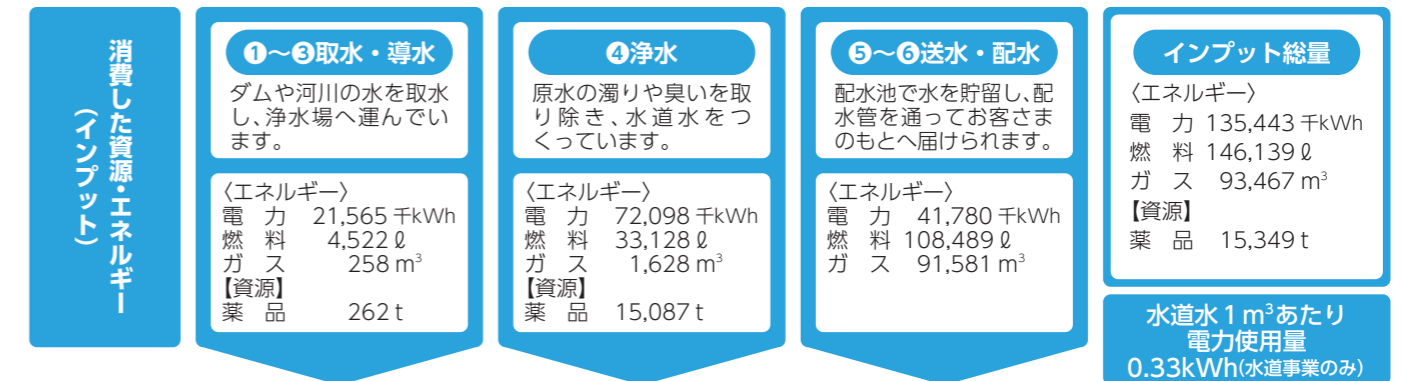 消費した資源・エネルギー
（インプット）
❶～❸取水・導水
ダムや河川の水を取水
し、浄水場へ運んでい
ます。
〈エネルギー〉
電　力　21,565 千kWh
燃　料　4,522 ℓ
ガ　ス　258 m³
【資源】
薬　品　262 t
❹浄水
原水の濁りや臭いを取
り除き、水道水をつ
くっています。
〈エネルギー〉
電　力　72,098 千kWh
燃　料　33,128 ℓ
ガ　ス　1,628 m³
【資源】
薬　品　15,087 t
❺～❻送水・配水
配水池で水を貯留し、配
水管を通ってお客さま
のもとへ届けられます。
〈エネルギー〉
電　力　41,780 千kWh
燃　料　108,489 ℓ
ガ　ス　91,581 m³
インプット総量
〈エネルギー〉
電　力　135,443 千kWh
燃　料　146,139 ℓ
ガ　ス　93,467 m³
【資源】
薬　品　15,349 t
水道水１m³あたり
電力使用量
0.33kWh(水道事業のみ)